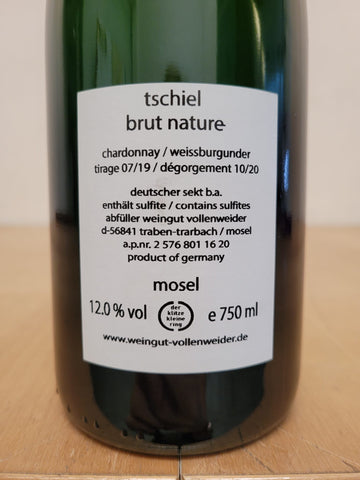 tschiel
brut nature
chardonnay / weissburgunder
tirage 07/19 / dégorgement 10/20
deutscher sekt b.a.
enthält sulfite / contains sulfites
abfüller weingut vollenweider
d-56841 traben-trarbach / mosel
a.p.nr. 2 576 801 16 20
product of germany
mosel
12.0 % vol
der
klitze
kleine
ring
e 750 ml
www.weingut-vollenweider.de